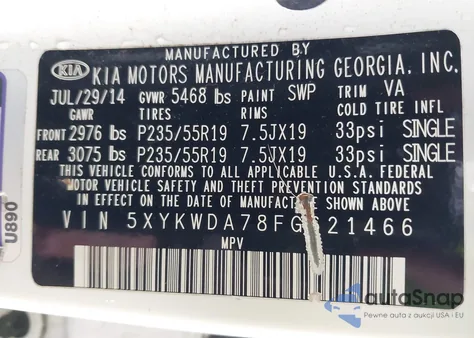 MANUFACTURED BY
KIA KIA MOTORS MANUFACTURING GEORGIA, INC.
JUL/29/14 GVWR 5468 lbs PAINT SWP TRIM VA
GAWR TIRES RIMS COLD TIRE INFL
FRONT 2976 lbs P235/55R19 7.5JX19 33psi SINGLE
REAR 3075 lbs P235/55R19 7.5JX19 33psi SINGLE
THIS VEHICLE CONFORMS TO ALL APPLICABLE U.S.A. FEDERAL
MOTOR VEHICLE SAFETY AND THEFT PREVENTION STANDARDS
IN EFFECT ON THE DATE OF MANUFACTURE SHOWN ABOVE.
VIN
MPV
U890
autoSnap
Pewne auta z aukcji USA i EU